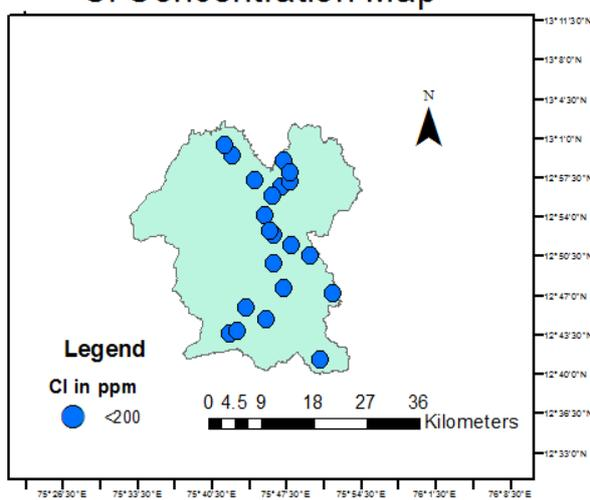 Concentration Map
13°11'30"N
13°8'0"N
N
13°4'30"N
13°1'0"N
12°57'30"N
12°54'0"N
12°50'30"N
12°47'0"N
12°43'30"N
12°40'0"N
12°36'30"N
12°33'0"N
Legend
Cl in ppm
<200
0 4.5 9 18 27 36
Kilometers
75°26'30"E 75°33'30"E 75°40'30"E 75°47'30"E 75°54'30"E 76°1'30"E 76°8'30"E